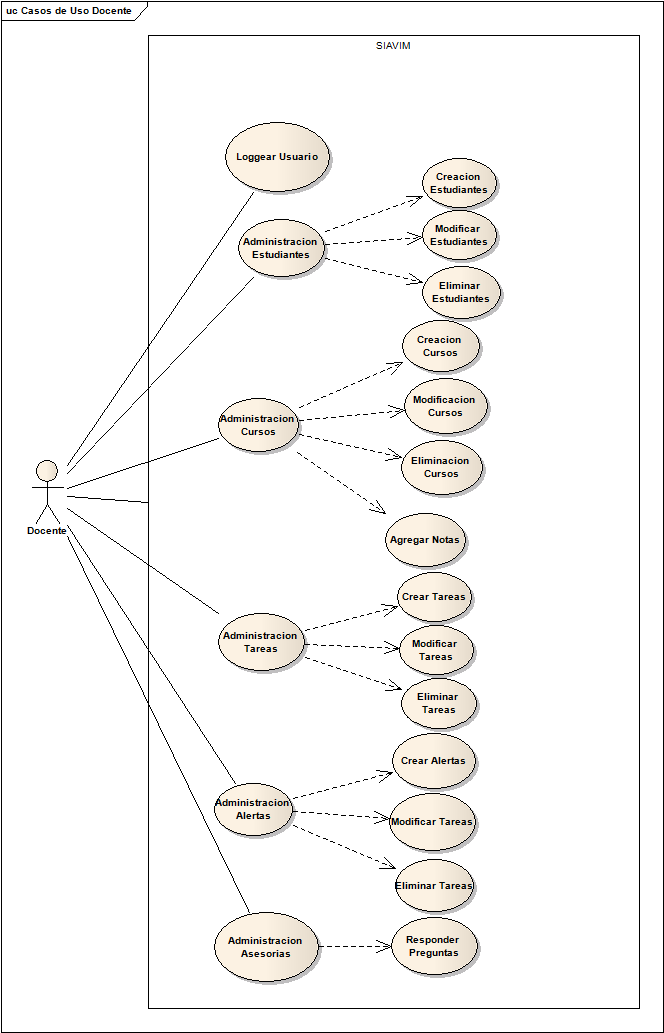 uc Casos de Uso Docente
SIAVIM
Loggear Usuario
Creacion
Estudiantes
Administracion
Estudiantes
Modificar
Estudiantes
Eliminar
Estudiantes
Creacion
Cursos
Administracion
Cursos
Modificacion
Cursos
Eliminacion
Cursos
Docente
Agregar Notas
Crear Tareas
Administracion
Tareas
Modificar
Tareas
Eliminar
Tareas
Crear Alertas
Administracion
Alertas
Modificar Tareas
Eliminar Tareas
Administracion
Asesorias
Responder
Preguntas